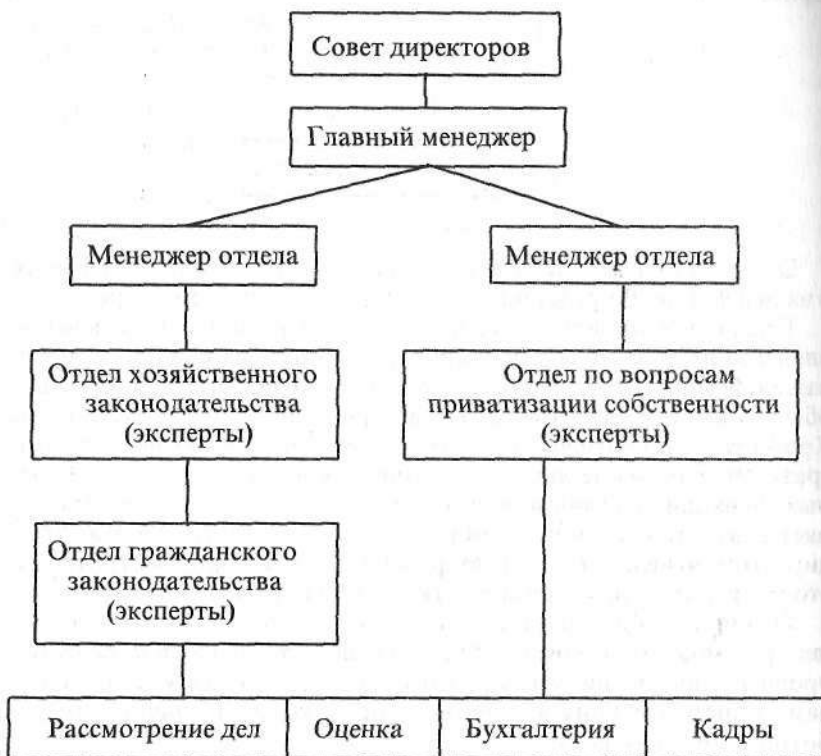 Совет директоров
Главный менеджер
Менеджер отдела
Менеджер отдела
Отдел хозяйственного
законодательства
(эксперты)
Отдел по вопросам
приватизации собственности
(эксперты)
Отдел гражданского
законодательства
(эксперты)
Рассмотрение дел
Оценка
Бухгалтерия
Кадры